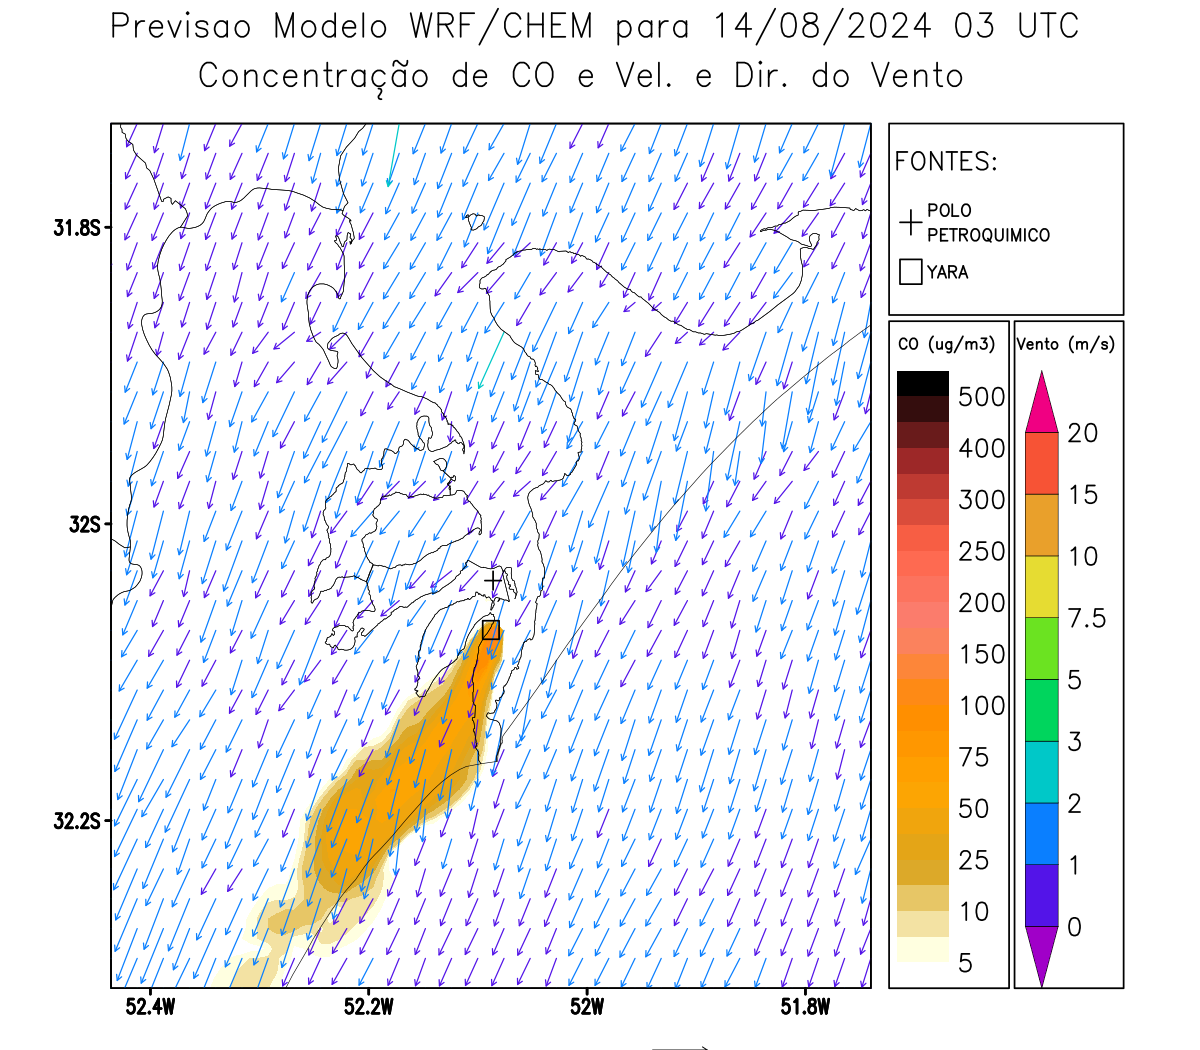 Previsao Modelo WRF/CHEM para 14/08/2024 03 UTC
Concentração de CO e Vel. e Dir. do Vento
FONTES:
POLO
PETROQUIMICO
YARA
31.8S
32S
32.2S
52.4W
52.2W
52W
51.8W
CO (ug/m3)
500
400
300
250
200
150
100
75
50
25
10
5
Vento (m/s)
20
15
10
7.5
5
3
2
1
0